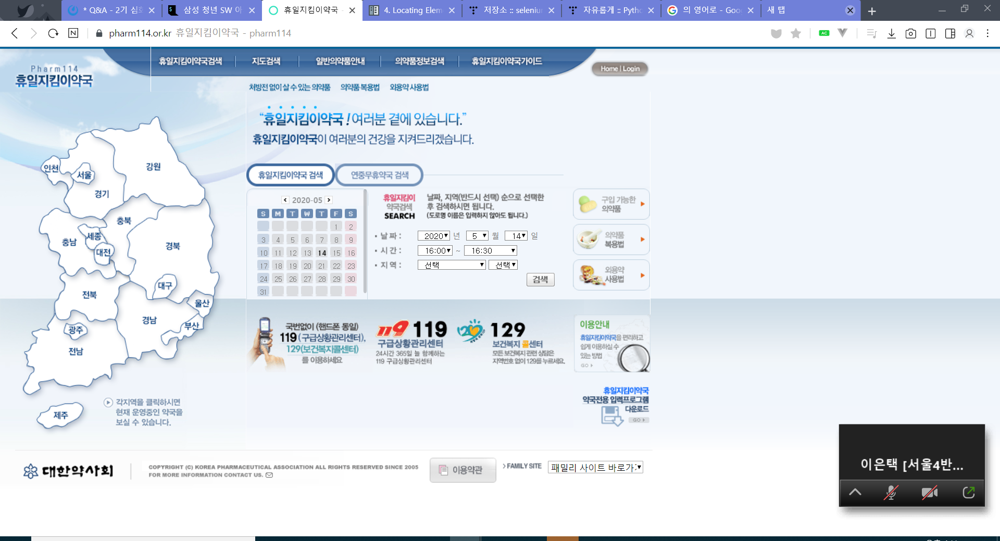 * Q&A - 2기 심화
삼성 청년 SW 아
휴일지킴이약국 -
4. Locating Elem
저장소 :: seleniun
자유롭게 :: Pytho
의 영어로 - Goo
새 탭
pharm114.or.kr 휴일지킴이약국 - pharm114
Pharm114
휴일지킴이약국
휴일지킴이약국검색
지도검색
일반의약품안내
의약품정보검색
휴일지킴이약국가이드
Home | Login
처방전 없이 살 수 있는 의약품
의약품 복용법
외용약 사용법
“휴일지킴이약국 ! 여러분 곁에 있습니다.”
휴일지킴이약국이 여러분의 건강을 지켜드리겠습니다.
인천
서울
경기
강원
충북
충남
세종
대전
경북
전북
대구
울산
경남
부산
광주
전남
제주
각지역을 클릭하시면
현재 운영중인 약국을
보실 수 있습니다.
휴일지킴이약국 검색
연중무휴약국 검색
2020-05
S M T W T F S
1 2
3 4 5 6 7 8 9
10 11 12 13 14 15 16
17 18 19 20 21 22 23
24 25 26 27 28 29 30
31
휴일지킴이
약국검색
SEARCH
날짜, 지역(반드시 선택) 순으로 선택한
후 검색하시면 됩니다.
(도로명 이름은 입력하지 않아도 됩니다.)
날 짜 : 2020 년 5 월 14 일
시 간 : 16:00 ~ 16:30
지 역 : 선택 선택
검색
구입 가능한
의약품
의약품
복용법
외용약
사용법
국번없이 (핸드폰 동일)
119 (구급상황관리센터),
129(보건복지콜센터)
를 이용하세요
119 119
구급상황관리센터
24시간 365일 늘 함께하는
119 구급상황관리센터
129
보건복지 콜센터
모든 보건복지 관련 상담은
지역번호 없이 129를 누르세요.
이용안내
휴일지킴이약국을 편리하고
쉽게 이용하실 수
있는 방법
GO
휴일지킴이약국
약국전용 입력프로그램
다운로드
GO
대한약사회
COPYRIGHT (C) KOREA PHARMACEUTICAL ASSOCIATION ALL RIGHTS RESERVED SINCE 2005
FOR MORE INFORMATION CONTACT US.
이용약관
FAMILY SITE
패밀리 사이트 바로가기
이은택 [서울4반...